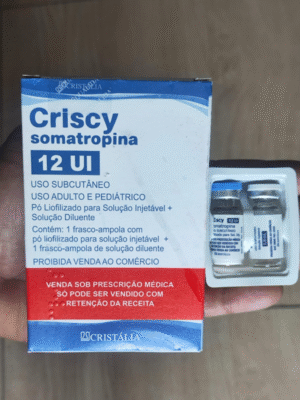 CRISTÁLIA
Criscy
somatropina
12 UI
USO SUBCUTÂNEO
USO ADULTO E PEDIÁTRICO
Pó Liofilizado para Solução Injetável +
Solução Diluente
Contém: 1 frasco-ampola com
pó liofilizado para solução injetável +
1 frasco-ampola de solução diluente
PROIBIDA VENDA AO COMÉRCIO
VENDA SOB PRESCRIÇÃO MÉDICA
SÓ PODE SER VENDIDO COM
RETENÇÃO DA RECEITA
CRISTÁLIA
Criscy 12 UI
somatropina